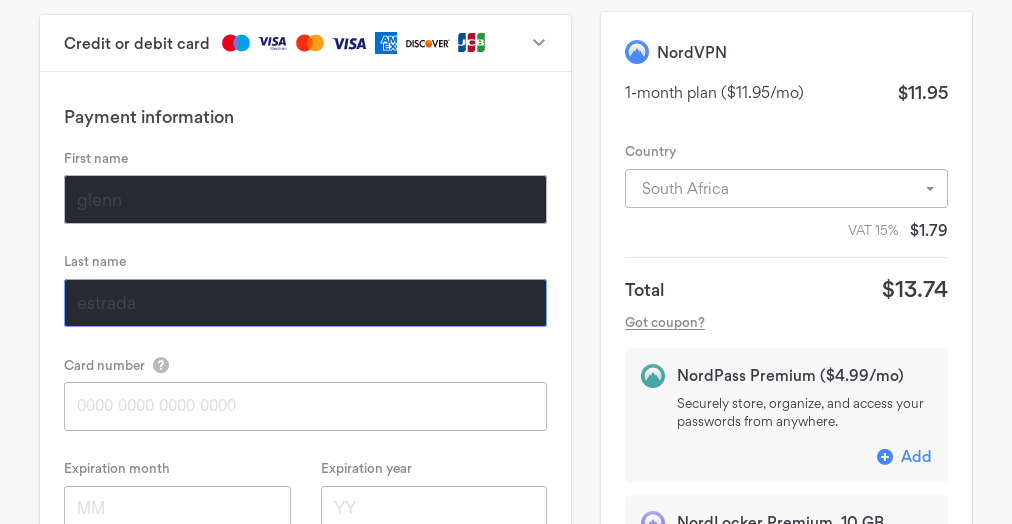 Credit or debit card VISA Electron VISA AM EX DISCOVER JCB
Payment information
First name
glenn
Last name
estrada
Card number ?
0000 0000 0000 0000
Expiration month Expiration year
MM YY
NordVPN
1-month plan ($11.95/mo) $11.95
Country
South Africa
VAT 15% $1.79
Total $13.74
Got coupon?
NordPass Premium ($4.99/mo)
Securely store, organize, and access your
passwords from anywhere.
Add
NordLocker Premium, 10 GB